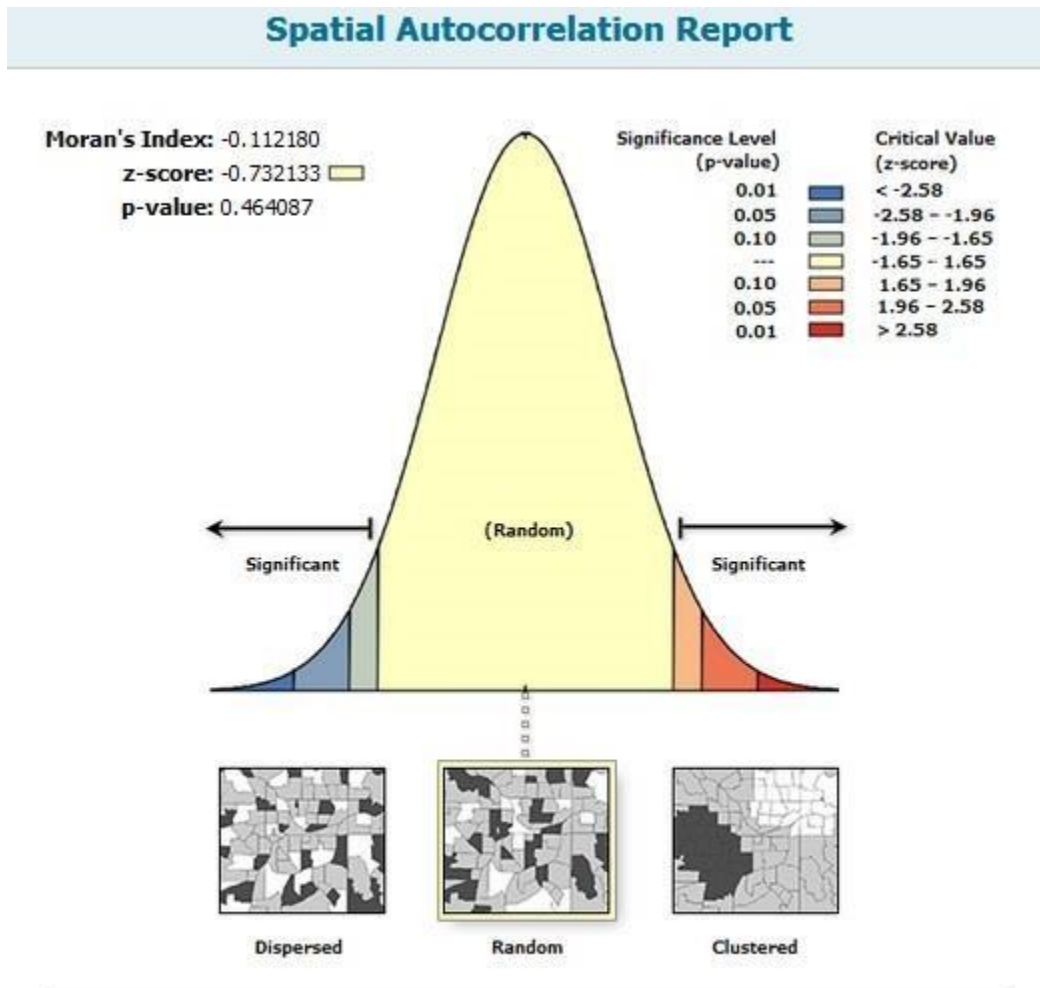 Spatial Autocorrelation Report
Moran's Index: -0.112180
z-score: -0.732133
p-value: 0.464087
Significance Level
(p-value)
0.01
0.05
0.10
---
0.10
0.05
0.01
Critical Value
(z-score)
< -2.58
-2.58 – -1.96
-1.96 – -1.65
-1.65 – 1.65
1.65 – 1.96
1.96 – 2.58
> 2.58
(Random)
Significant
Significant
Dispersed
Random
Clustered